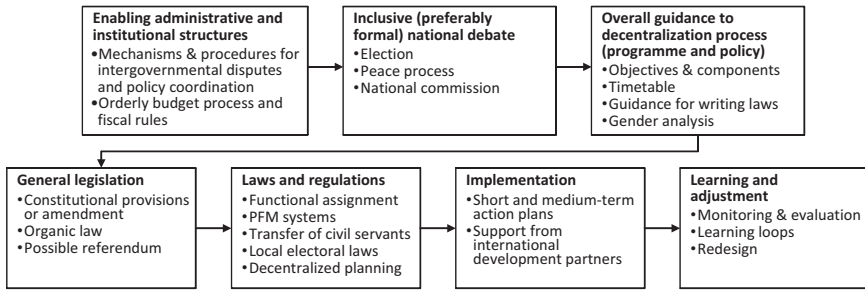 Enabling administrative and
institutional structures
•Mechanisms & procedures for
intergovernmental disputes
and policy coordination
•Orderly budget process and
fiscal rules
Inclusive (preferably
formal) national debate
•Election
•Peace process
•National commission
Overall guidance to
decentralization process
(programme and policy)
•Objectives & components
•Timetable
•Guidance for writing laws
•Gender analysis
General legislation
•Constitutional provisions
or amendment
•Organic law
•Possible referendum
Laws and regulations
•Functional assignment
•PFM systems
•Transfer of civil servants
•Local electoral laws
•Decentralized planning
Implementation
•Short and medium-term
action plans
•Support from
international
development partners
Learning and
adjustment
•Monitoring & evaluation
•Learning loops
•Redesign